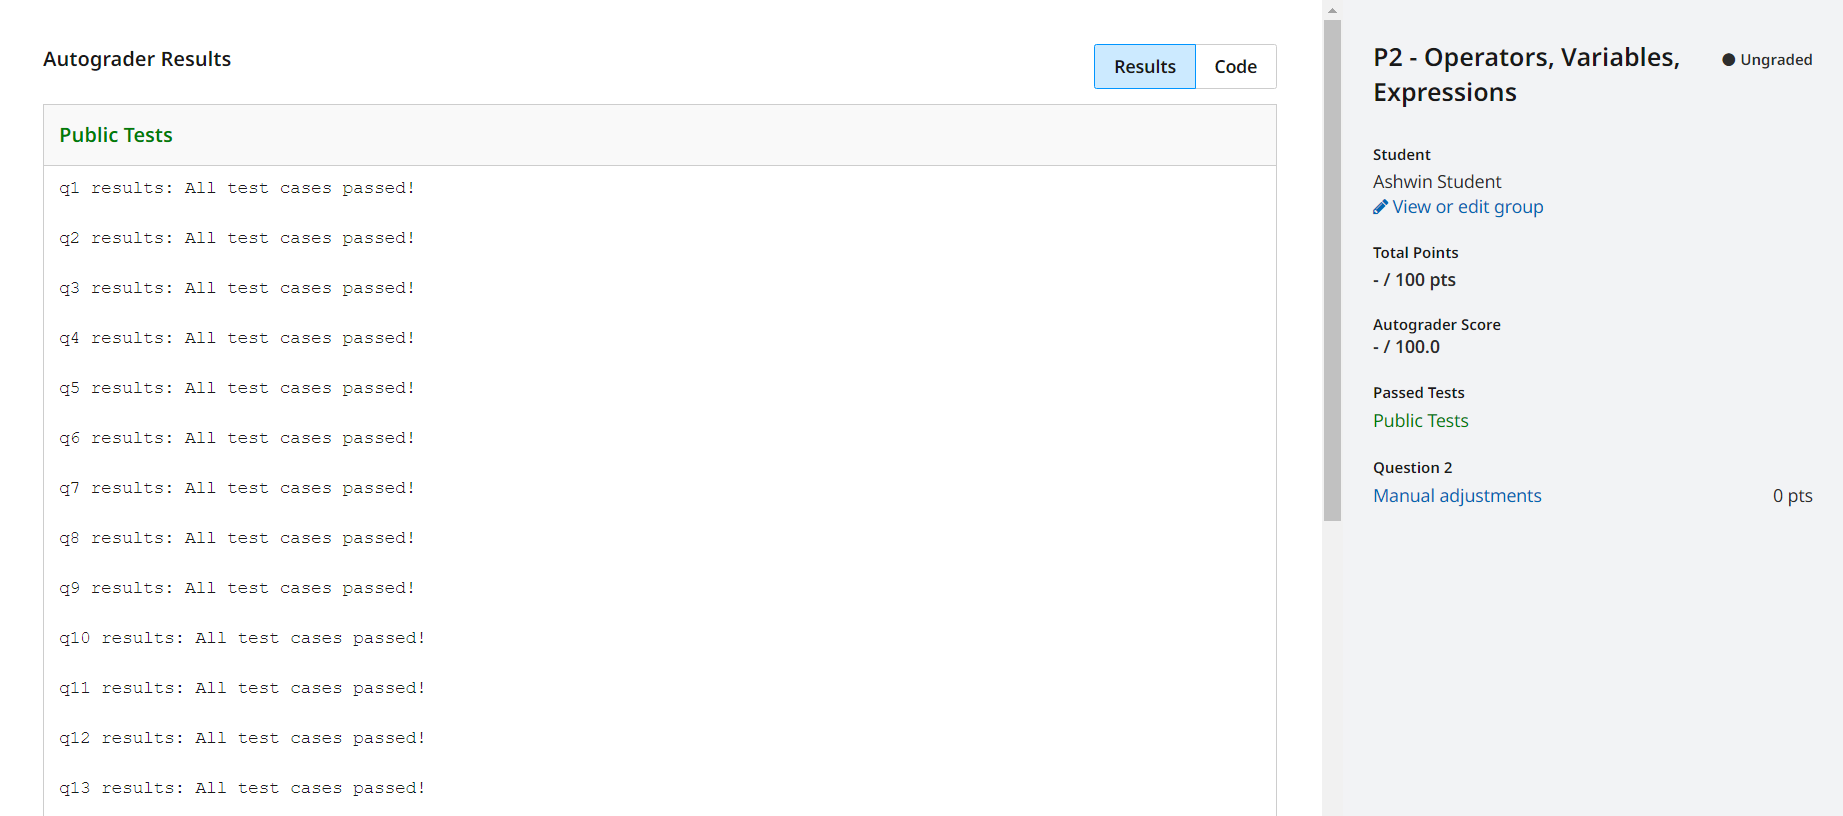 Autograder Results
Results
Code
Public Tests
q1 results: All test cases passed!
q2 results: All test cases passed!
q3 results: All test cases passed!
q4 results: All test cases passed!
q5 results: All test cases passed!
q6 results: All test cases passed!
q7 results: All test cases passed!
q8 results: All test cases passed!
q9 results: All test cases passed!
q10 results: All test cases passed!
q11 results: All test cases passed!
q12 results: All test cases passed!
q13 results: All test cases passed!
P2 - Operators, Variables,
Expressions
Ungraded
Student
Ashwin Student
View or edit group
Total Points
- / 100 pts
Autograder Score
- / 100.0
Passed Tests
Public Tests
Question 2
Manual adjustments
0 pts